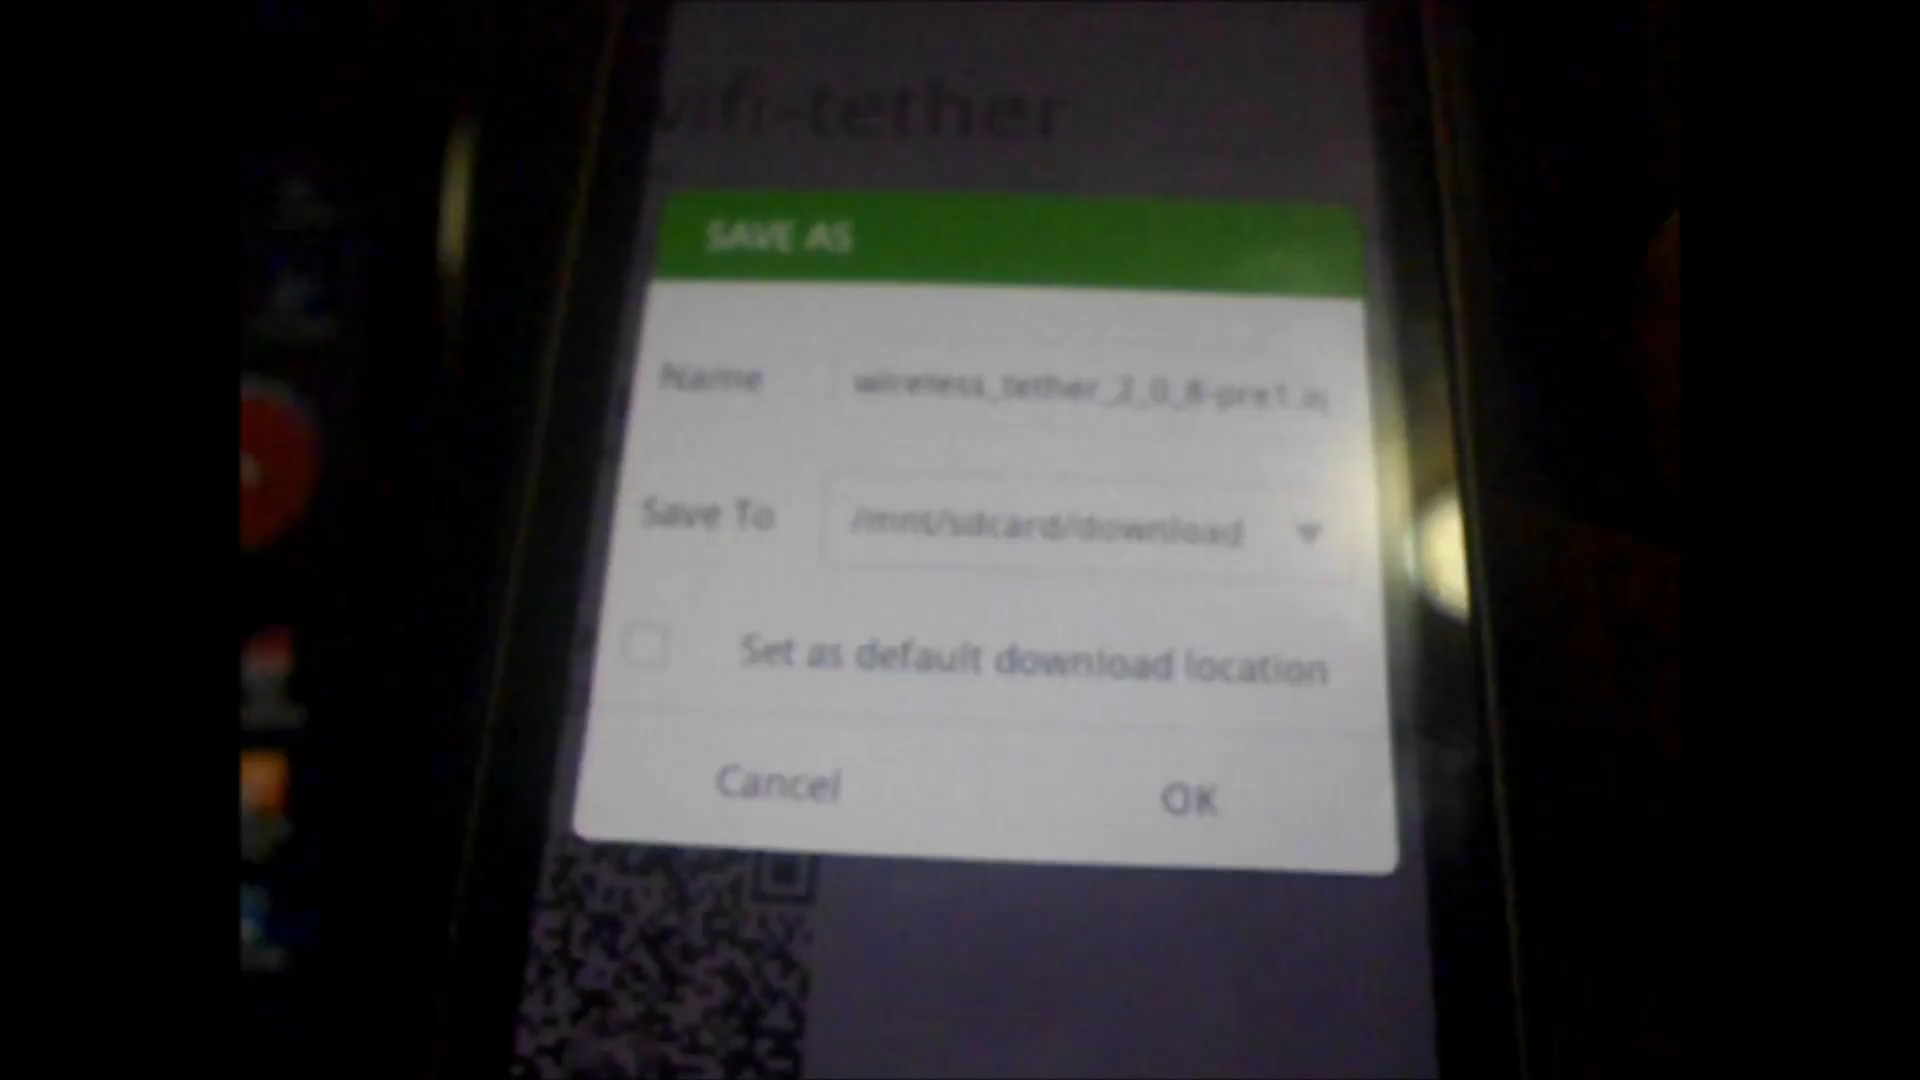 wifi-tether
SAVE AS
Name
wireless_tether_2_0_8-pre1.a
Save To
/mnt/sdcard/download
Set as default download location
Cancel
OK